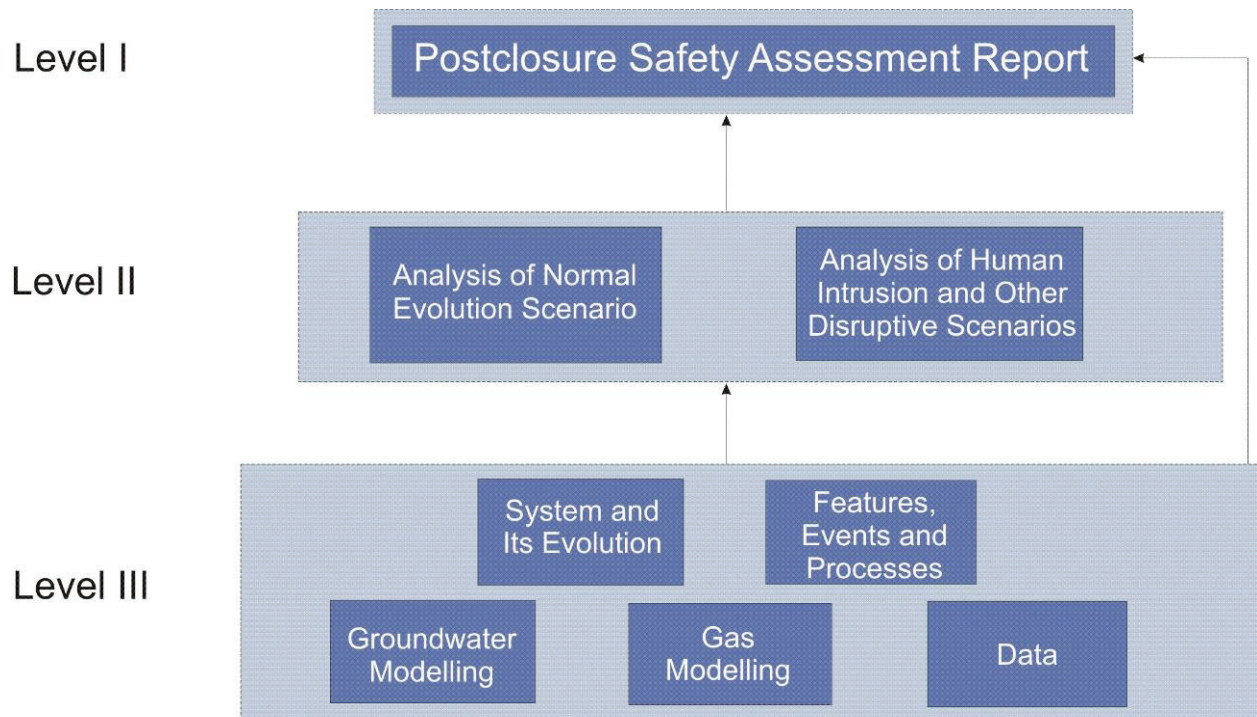 Level I
Postclosure Safety Assessment Report
Level II
Analysis of Normal
Evolution Scenario
Analysis of Human
Intrusion and Other
Disruptive Scenarios
Level III
System and
Its Evolution
Features,
Events and
Processes
Groundwater
Modelling
Gas
Modelling
Data